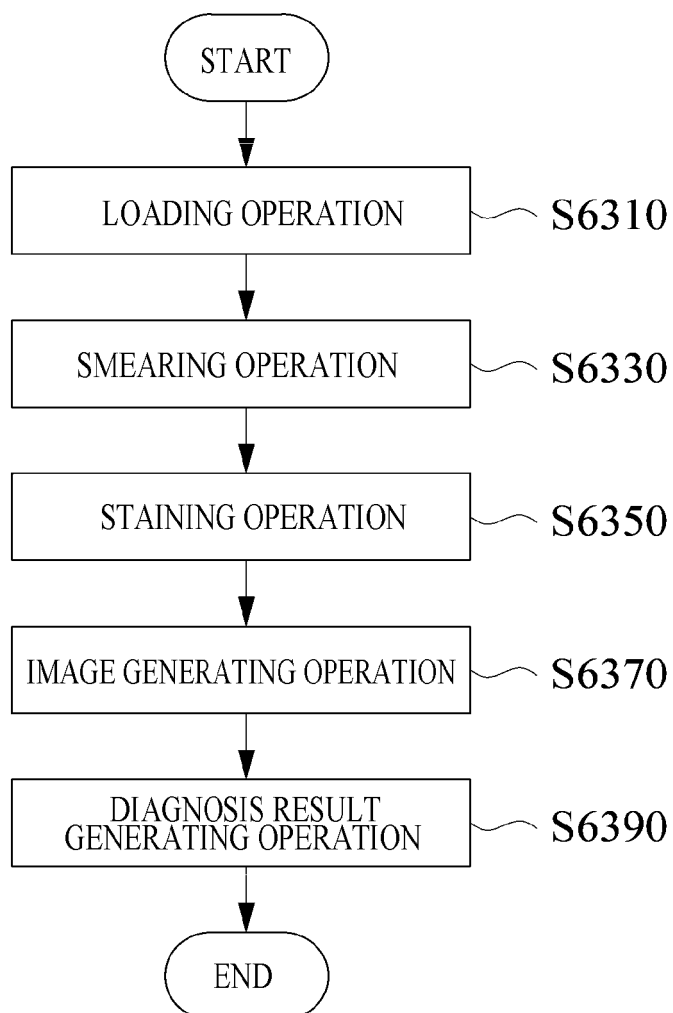 START
LOADING OPERATION
S6310
SMEARING OPERATION
S6330
STAINING OPERATION
S6350
IMAGE GENERATING OPERATION
S6370
DIAGNOSIS RESULT
GENERATING OPERATION
S6390
END